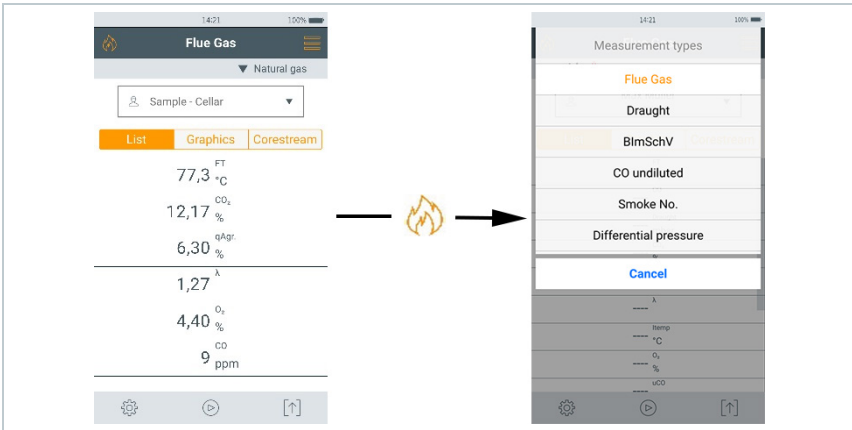 14:21 100%
Flue Gas
▼ Natural gas
Sample - Cellar ▼
List Graphics Corestream
77,3 FT °C
12,17 CO₂ %
6,30 qAgr. %
1,27 λ
4,40 O₂ %
9 CO ppm
14:21 100%
Measurement types
Flue Gas
Draught
BImSchV
CO undiluted
Smoke No.
Differential pressure
Cancel
---- λ
---- Itemp °C
---- O₂ %
---- uCO